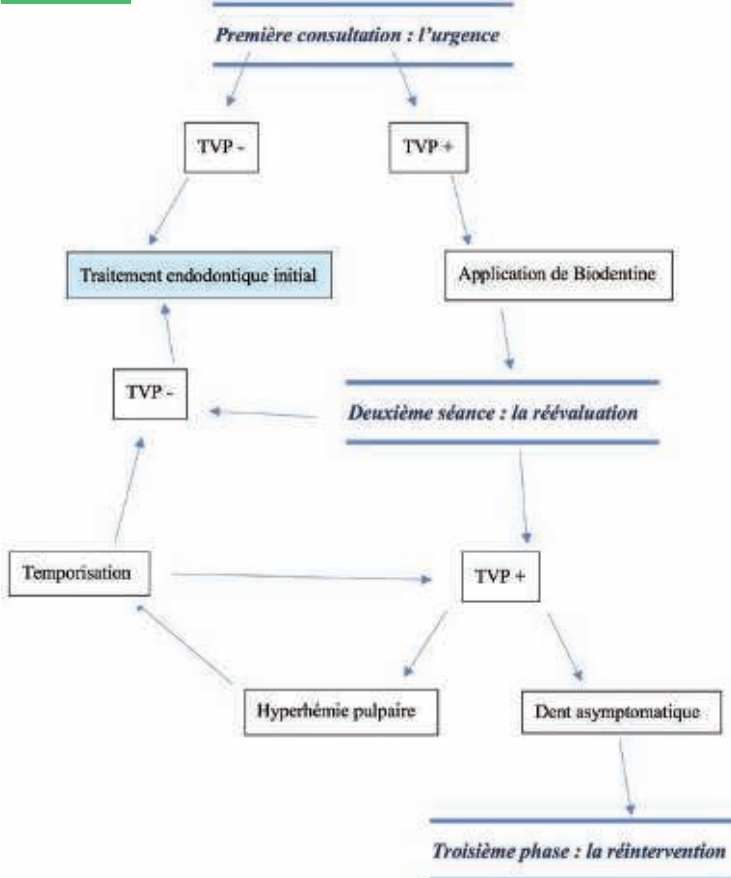 Première consultation : l'urgence
TVP -
TVP +
Traitement endodontique initial
Application de Biodentine
TVP -
Deuxième séance : la réévaluation
Temporisation
TVP +
Hyperhémie pulpaire
Dent asymptomatique
Troisième phase : la réintervention